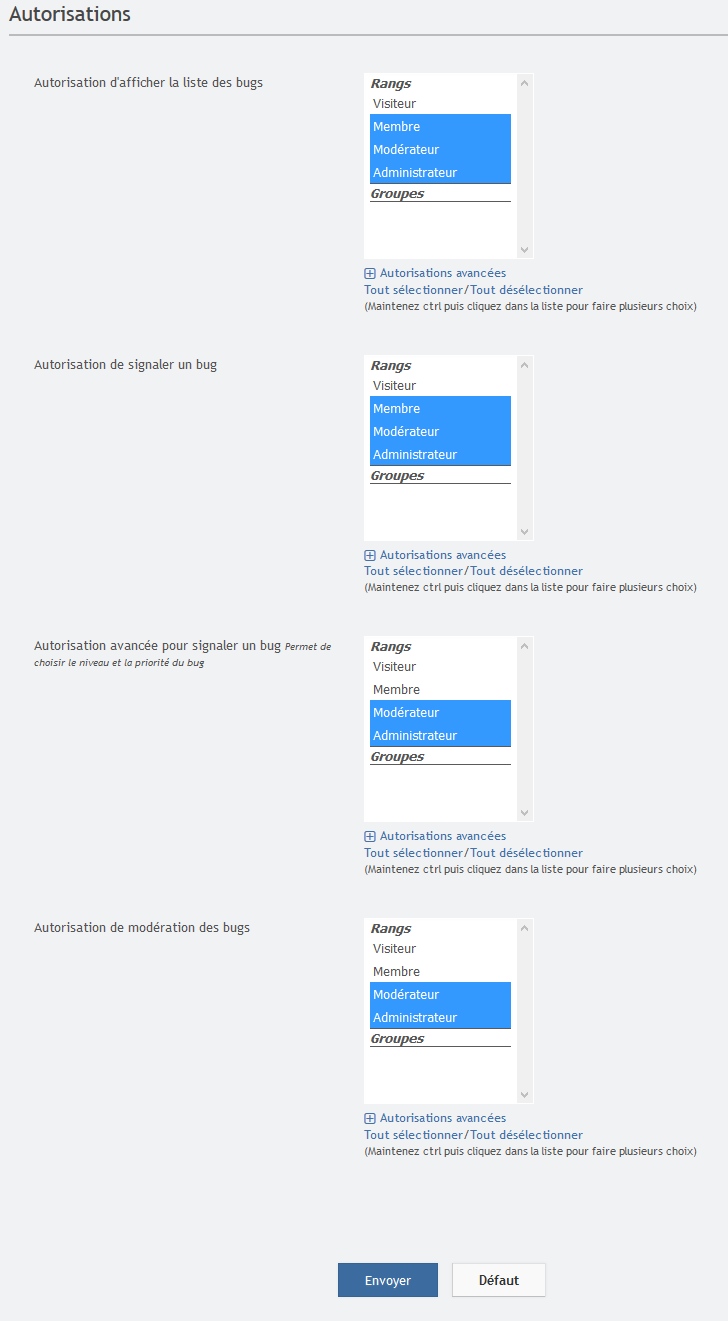 Autorisations
Autorisation d'afficher la liste des bugs
Rangs
Visiteur
Membre
Modérateur
Administrateur
Groupes
Autorisations avancées
Tout sélectionner/Tout désélectionner
(Maintenez ctrl puis cliquez dans la liste pour faire plusieurs choix)
Autorisation de signaler un bug
Rangs
Visiteur
Membre
Modérateur
Administrateur
Groupes
Autorisations avancées
Tout sélectionner/Tout désélectionner
(Maintenez ctrl puis cliquez dans la liste pour faire plusieurs choix)
Autorisation avancée pour signaler un bug Permet de
choisir le niveau et la priorité du bug
Rangs
Visiteur
Membre
Modérateur
Administrateur
Groupes
Autorisations avancées
Tout sélectionner/Tout désélectionner
(Maintenez ctrl puis cliquez dans la liste pour faire plusieurs choix)
Autorisation de modération des bugs
Rangs
Visiteur
Membre
Modérateur
Administrateur
Groupes
Autorisations avancées
Tout sélectionner/Tout désélectionner
(Maintenez ctrl puis cliquez dans la liste pour faire plusieurs choix)
Envoyer Défaut